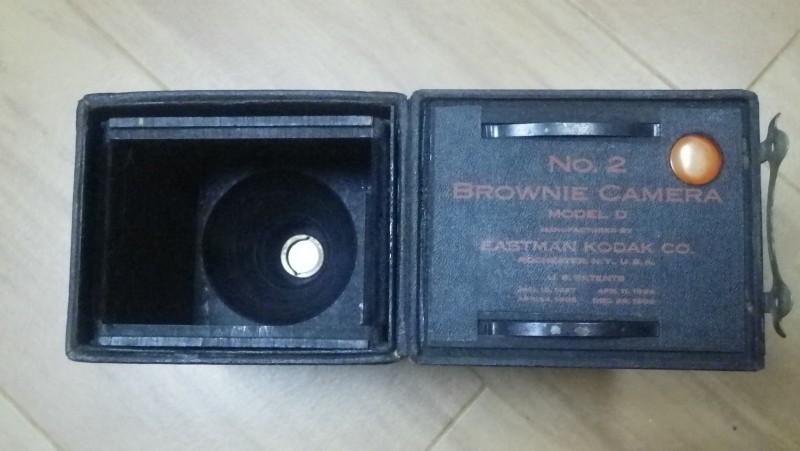 No. 2
BROWNIE CAMERA
MODEL D
MANUFACTURED BY
EASTMAN KODAK CO.
ROCHESTER, N.Y., U.S.A.
U. S. PATENTS